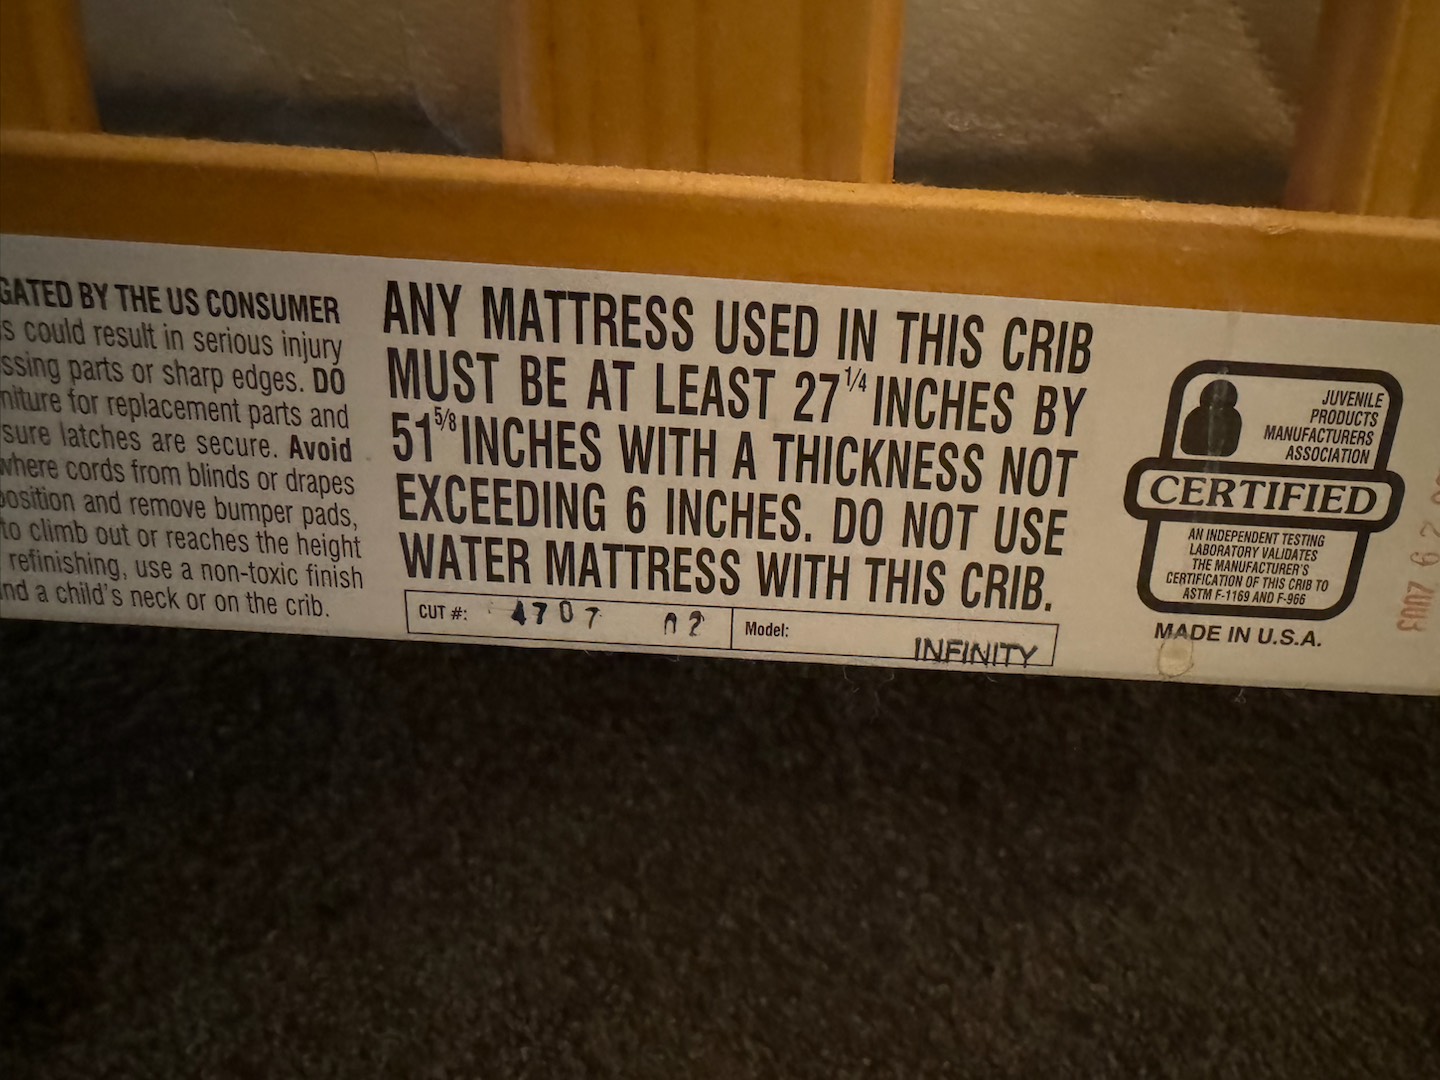 GATED BY THE US CONSUMER
s could result in serious injury
ssing parts or sharp edges. DO
niture for replacement parts and
sure latches are secure. Avoid
where cords from blinds or drapes
position and remove bumper pads,
to climb out or reaches the height
refinishing, use a non-toxic finish
nd a child's neck or on the crib.
ANY MATTRESS USED IN THIS CRIB
MUST BE AT LEAST 27 1/4 INCHES BY
51 5/8 INCHES WITH A THICKNESS NOT
EXCEEDING 6 INCHES. DO NOT USE
WATER MATTRESS WITH THIS CRIB.
CUT #: 4707 02 Model: INFINITY
JUVENILE
PRODUCTS
MANUFACTURERS
ASSOCIATION
CERTIFIED
AN INDEPENDENT TESTING
LABORATORY VALIDATES
THE MANUFACTURER'S
CERTIFICATION OF THIS CRIB TO
ASTM F-1169 AND F-966
MADE IN U.S.A.